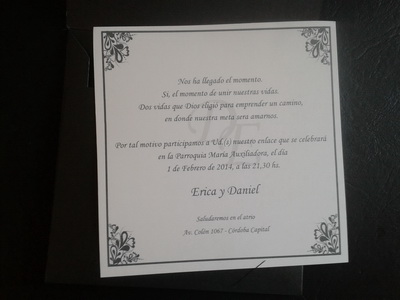 Nos ha llegado el momento.
Si, el momento de unir nuestras vidas.
Dos vidas que Dios eligió para emprender un camino,
en donde nuestra meta será amarnos.
Por tal motivo participamos a Ud.(s) nuestro enlace que se celebrará
en la Parroquia María Auxiliadora, el día
1 de Febrero de 2014, a las 21,30 hs.
Erica y Daniel
Saludaremos en el atrio
Av. Colón 1067 - Córdoba Capital